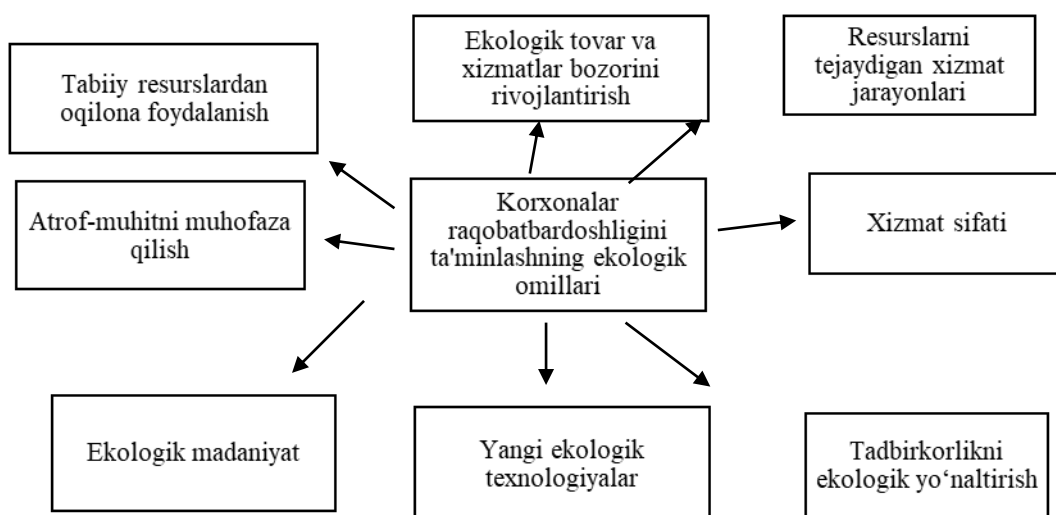 Tabiiy resurslardan
oqilona foydalanish
Ekologik tovar va
xizmatlar bozorini
rivojlantirish
Resurslarni
tejaydigan xizmat
jarayonlari
Atrof-muhitni muhofaza
qilish
Korxonalar
raqobatbardoshligini
ta'minlashning ekologik
omillari
Xizmat sifati
Ekologik madaniyat
Yangi ekologik
texnologiyalar
Tadbirkorlikni
ekologik yo‘naltirish